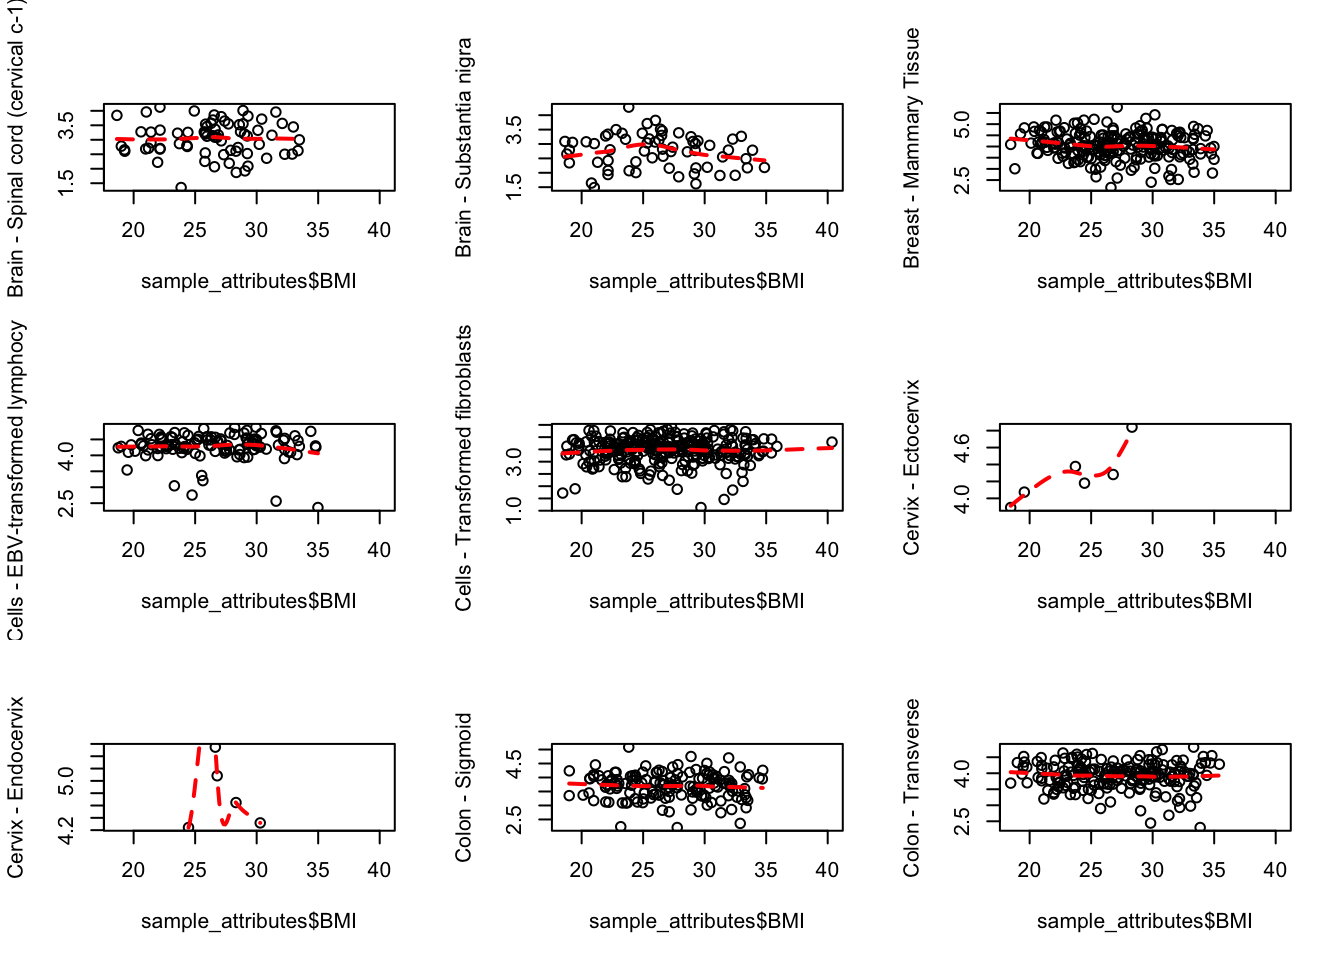 Brain - Spinal cord (cervical c-1)
3.5
1.5
20 25 30 35 40
sample_attributes$BMI
Brain - Substantia nigra
3.5
1.5
20 25 30 35 40
sample_attributes$BMI
Breast - Mammary Tissue
5.0
2.5
20 25 30 35 40
sample_attributes$BMI
Cells - EBV-transformed lymphocy
4.0
2.5
20 25 30 35 40
sample_attributes$BMI
Cells - Transformed fibroblasts
3.0
1.0
20 25 30 35 40
sample_attributes$BMI
Cervix - Ectocervix
4.6
4.0
20 25 30 35 40
sample_attributes$BMI
Cervix - Endocervix
5.0
4.2
20 25 30 35 40
sample_attributes$BMI
Colon - Sigmoid
4.5
2.5
20 25 30 35 40
sample_attributes$BMI
Colon - Transverse
4.0
2.5
20 25 30 35 40
sample_attributes$BMI